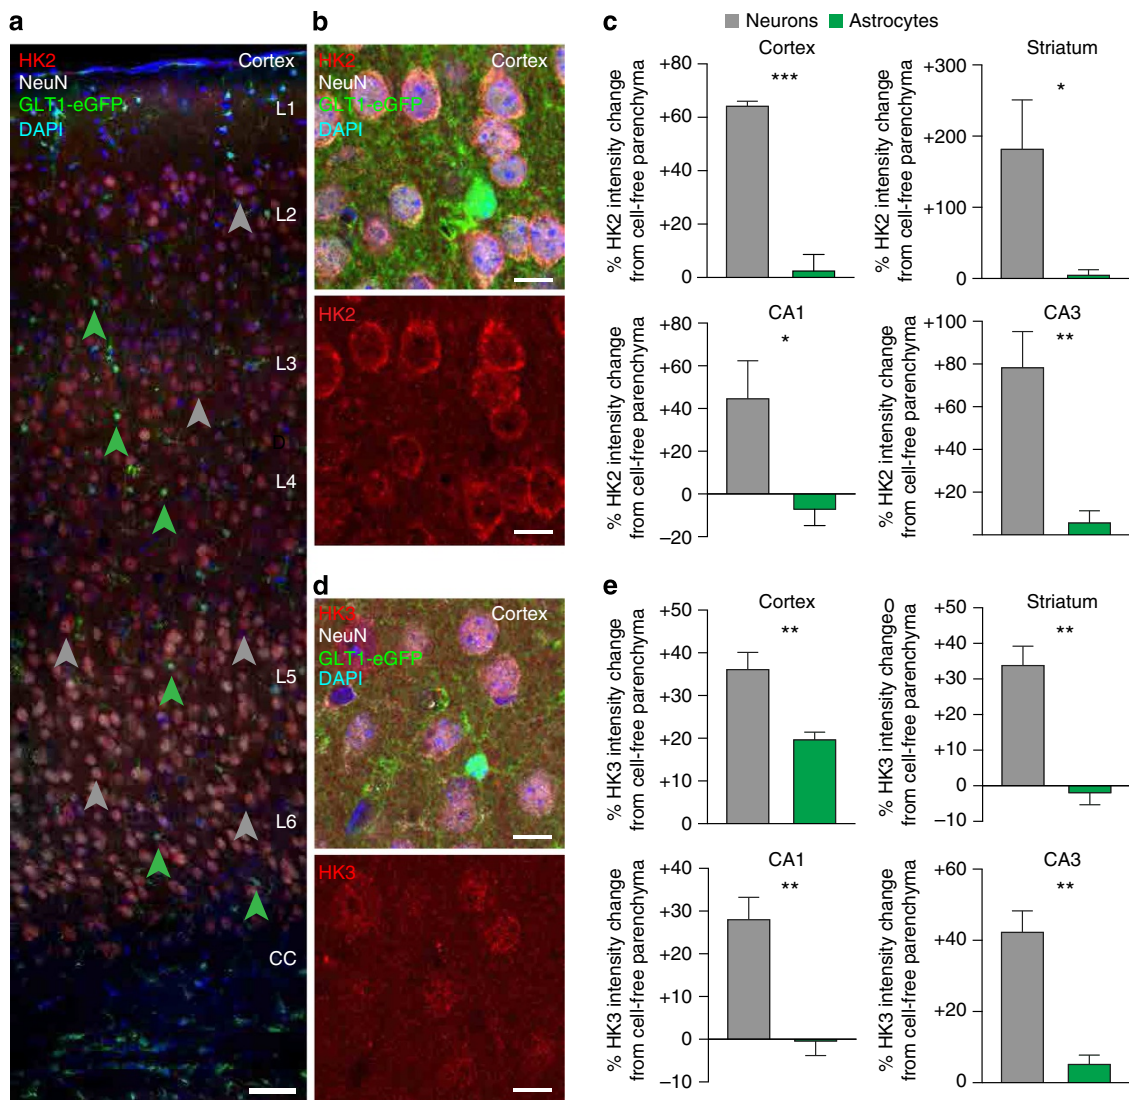 a
HK2
Cortex
NeuN
GLT1-eGFP
DAPI
L1
L2
L3
L4
L5
L6
CC
b
HK2
Cortex
NeuN
GLT1-eGFP
DAPI
HK2
c
Neurons
Astrocytes
Cortex
% HK2 intensity change
from cell-free parenchyma
+80
+60
+40
+20
0
***
Striatum
% HK2 intensity change
from cell-free parenchyma
+300
+200
+100
0
*
CA1
% HK2 intensity change
from cell-free parenchyma
+80
+60
+40
+20
0
−20
*
CA3
% HK2 intensity change
from cell-free parenchyma
+100
+80
+60
+40
+20
**
d
HK3
Cortex
NeuN
GLT1-eGFP
DAPI
HK3
e
Cortex
% HK3 intensity change
from cell-free parenchyma
+50
+40
+30
+20
+10
0
**
Striatum
% HK3 intensity changeo
from cell-free parenchyma
+50
+40
+30
+20
+10
0
−10
**
CA1
% HK3 intensity change
from cell-free parenchyma
+40
+30
+20
+10
0
−10
**
CA3
% HK3 intensity change
from cell-free parenchyma
+60
+40
+20
0
**